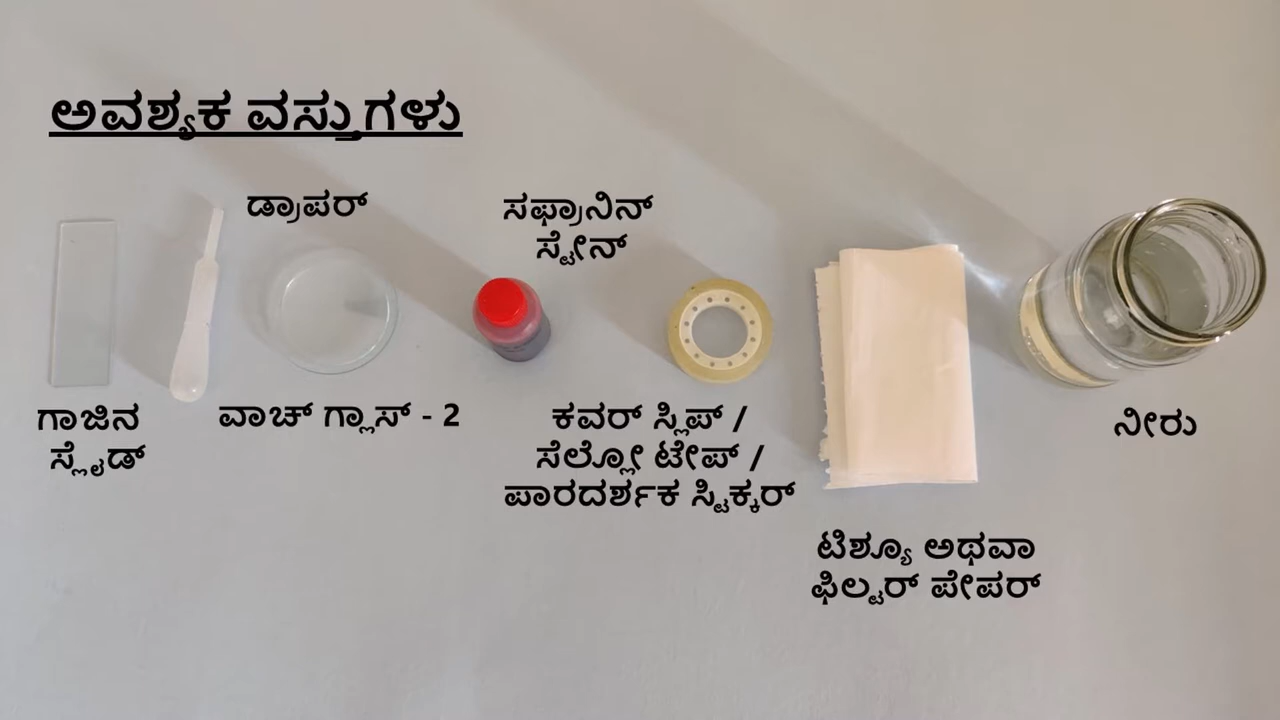 ಅವಶ್ಯಕ ವಸ್ತುಗಳು
ಡ್ರಾಪರ್
ಸಫ್ರಾನಿನ್
ಸ್ಟೇನ್
ಗಾಜಿನ
ಸ್ಲೈಡ್
ವಾಚ್ ಗ್ಲಾಸ್ - 2
ಕವರ್ ಸ್ಲಿಪ್ /
ಸೆಲ್ಲೋ ಟೇಪ್ /
ಪಾರದರ್ಶಕ ಸ್ಟಿಕ್ಕರ್
ನೀರು
ಟಿಶ್ಯೂ ಅಥವಾ
ಫಿಲ್ಟರ್ ಪೇಪರ್